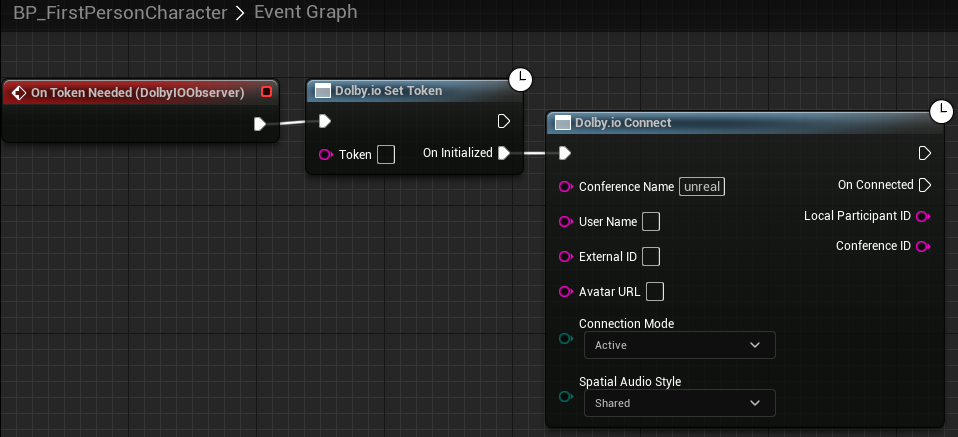 BP_FirstPersonCharacter > Event Graph
On Token Needed (DolbyIOObserver)
Dolby.io Set Token
Token
On Initialized
Dolby.io Connect
Conference Name unreal
On Connected
User Name
Local Participant ID
External ID
Conference ID
Avatar URL
Connection Mode
Active
Spatial Audio Style
Shared